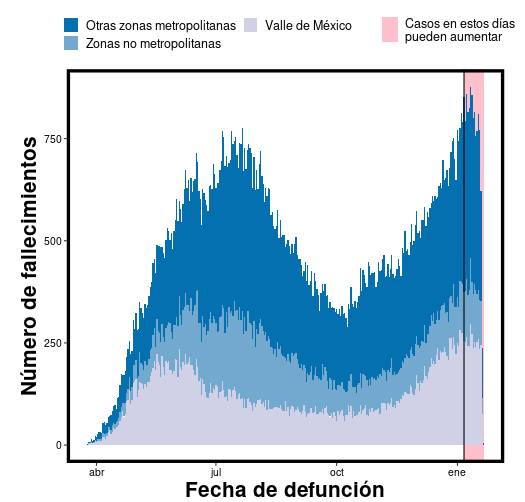 Otras zonas metropolitanas
Valle de México
Zonas no metropolitanas
Casos en estos días
pueden aumentar
Número de fallecimientos
750
500
250
0
abr
jul
oct
ene
Fecha de defunción